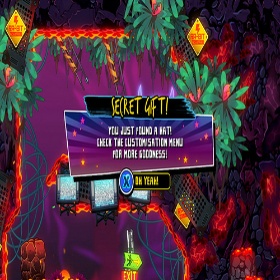 SECRET GIFT!
YOU JUST FOUND A HAT!
CHECK THE CUSTOMISATION MENU
FOR MORE GOODNESS!
X OH YEAH!
EXIT